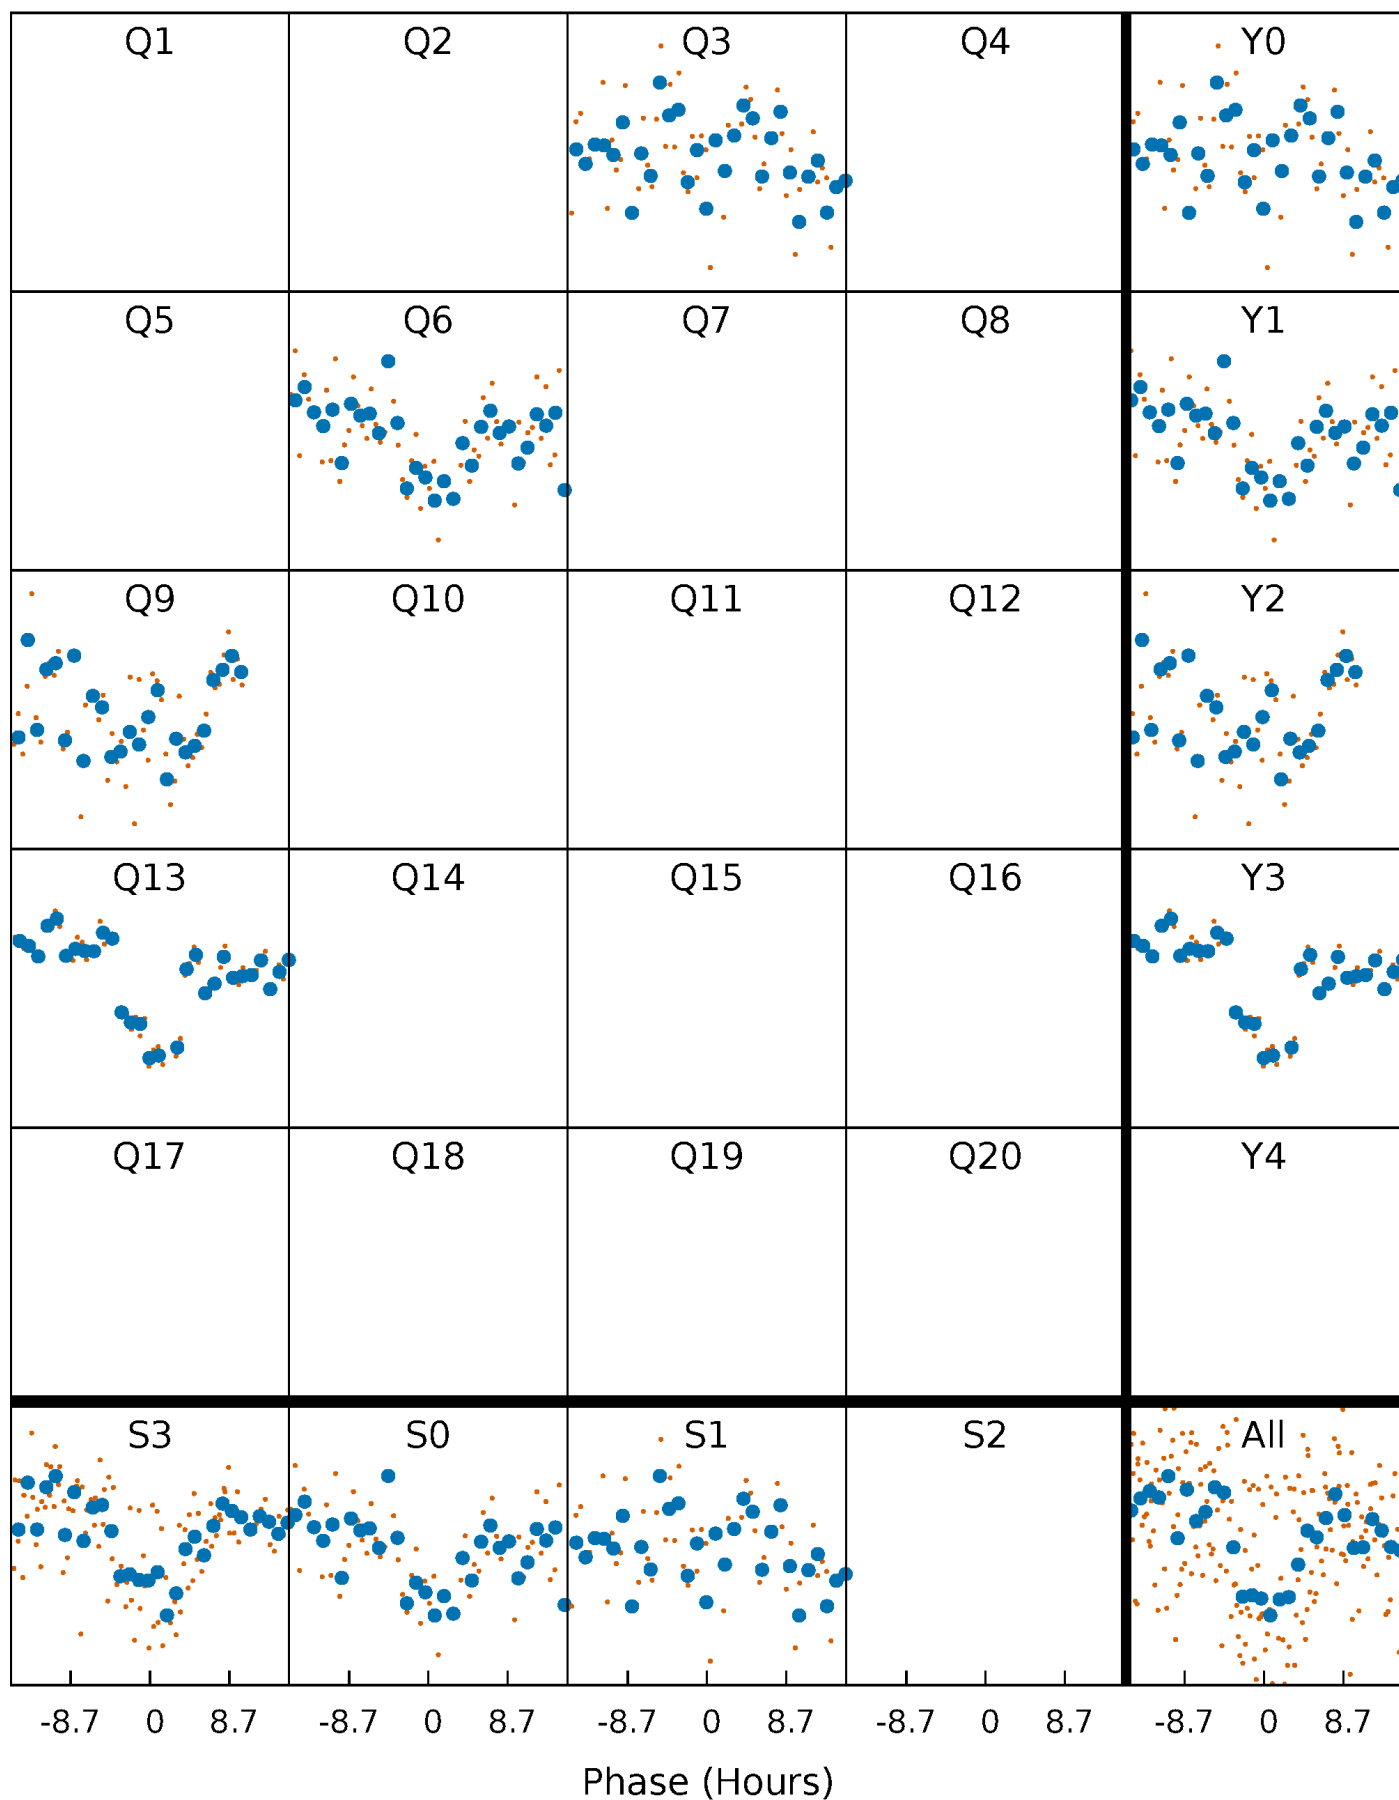 Q1 Q2 Q3 Q4 Y0
Q5 Q6 Q7 Q8 Y1
Q9 Q10 Q11 Q12 Y2
Q13 Q14 Q15 Q16 Y3
Q17 Q18 Q19 Q20 Y4
S3 S0 S1 S2 All
-8.7 0 8.7 -8.7 0 8.7 -8.7 0 8.7 -8.7 0 8.7 -8.7 0 8.7
Phase (Hours)